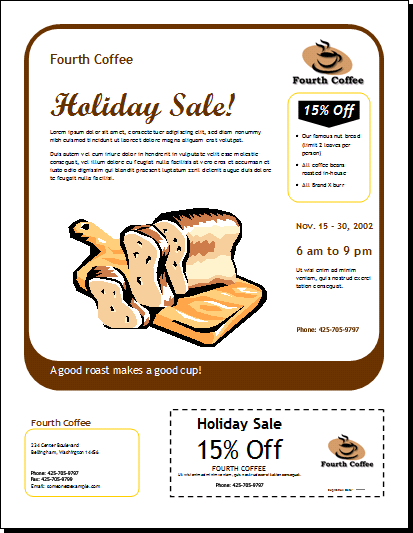 Fourth Coffee
Fourth Coffee
Holiday Sale!
15% Off
Lorem ipsum dolor sit amet, consectetuer adipiscing elit, sed diam nonummy
nibh euismod tincidunt ut laoreet dolore magna aliquam erat volutpat.
Duis autem vel eum iriure dolor in hendrerit in vulputate velit esse molestie
consequat, vel illum dolore eu feugiat nulla facilisis at vero eros et accumsan et
iusto odio dignissim qui blandit praesent luptatum zzril delenit augue duis dolore
te feugait nulla facilisi.
• Our famous nut bread
(limit 2 loaves per
person)
• All coffee beans
roasted in-house
• All Brand X burr
Nov. 15 - 30, 2002
6 am to 9 pm
Ut wisi enim ad minim
veniam, quis nostrud exerci
tation consequat.
Phone: 425-705-9797
A good roast makes a good cup!
Fourth Coffee
234 Center Boulevard
Bellingham, Washington 14456
Phone: 425-705-9797
Fax: 425-705-9799
Email: someone@example.com
Holiday Sale
15% Off
FOURTH COFFEE
Ut wisi enim ad minim veniam, quis nostrud exerci tation consequat.
Phone: 425-705-9797
Fourth Coffee